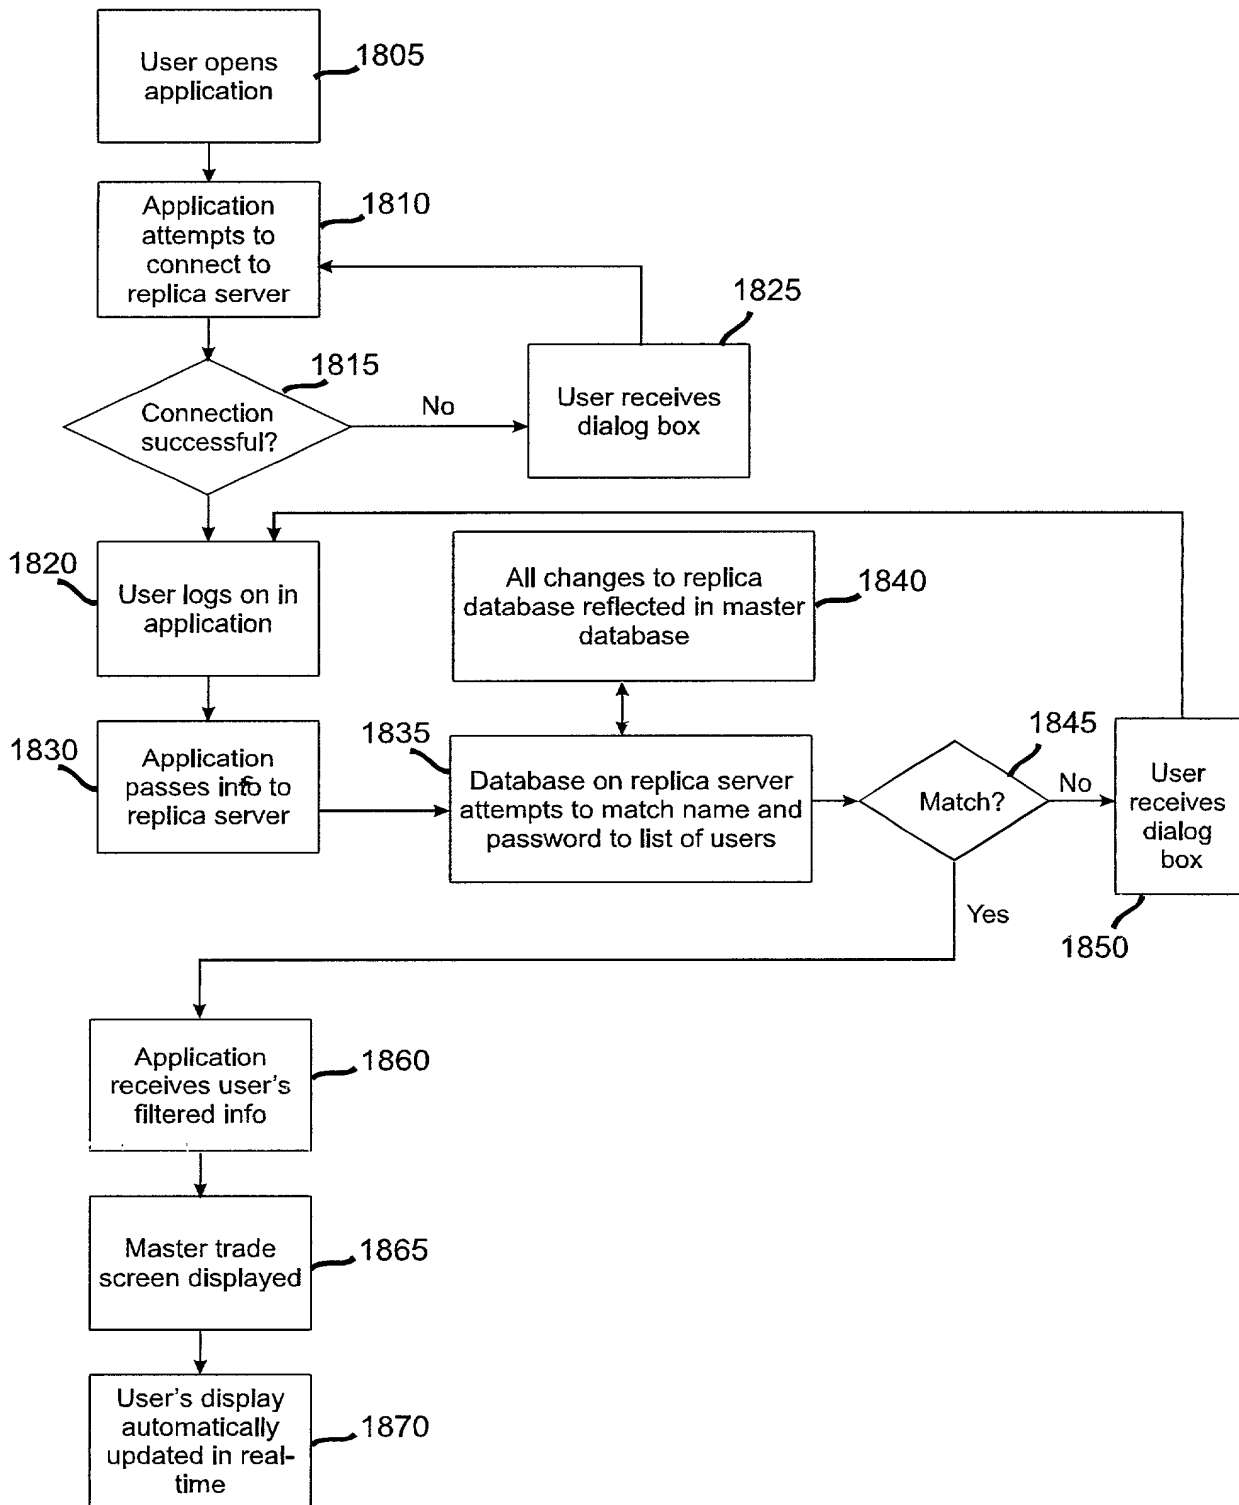 User opens
application
1805
Application
attempts to
connect to
replica server
1810
1825
User receives
dialog box
1815
Connection
successful?
No
1820
User logs on in
application
All changes to replica
database reflected in master
database
1840
1830
Application
passes info to
replica server
1835
Database on replica server
attempts to match name and
password to list of users
1845
Match?
No
User
receives
dialog
box
1850
Yes
Application
receives user's
filtered info
1860
Master trade
screen displayed
1865
User's display
automatically
updated in real-
time
1870